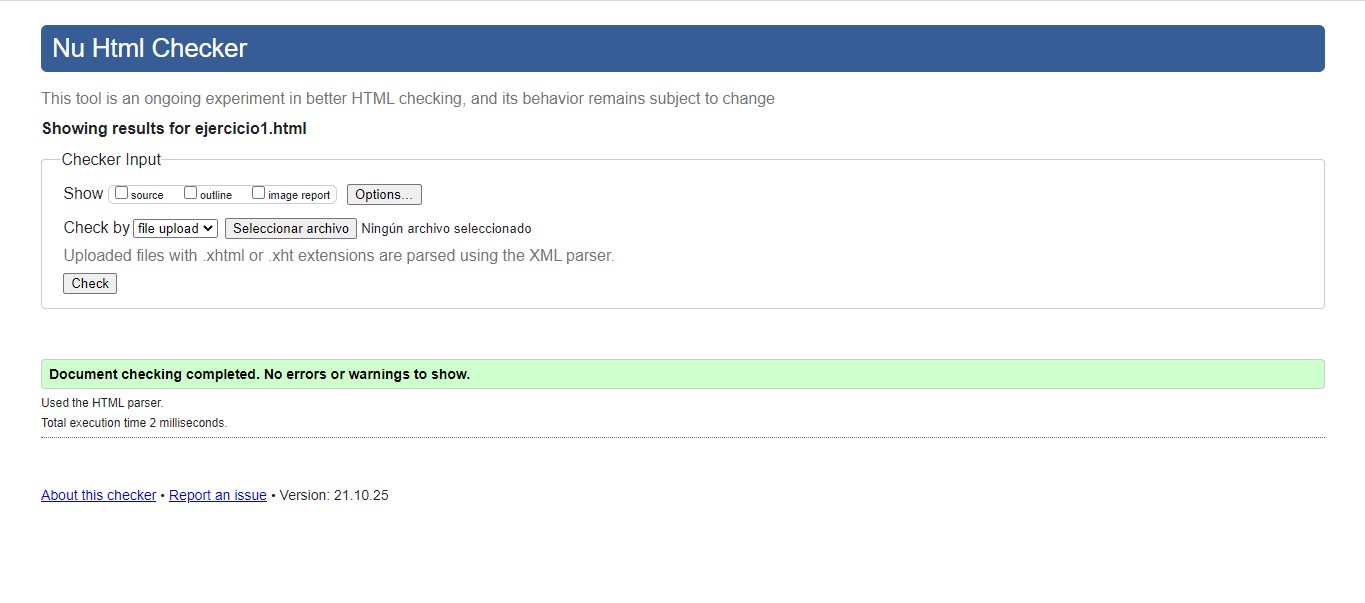 Nu Html Checker
This tool is an ongoing experiment in better HTML checking, and its behavior remains subject to change
Showing results for ejercicio1.html
Checker Input
Show source outline image report Options...
Check by file upload Seleccionar archivo Ningún archivo seleccionado
Uploaded files with .xhtml or .xht extensions are parsed using the XML parser.
Check
Document checking completed. No errors or warnings to show.
Used the HTML parser.
Total execution time 2 milliseconds.
About this checker • Report an issue • Version: 21.10.25